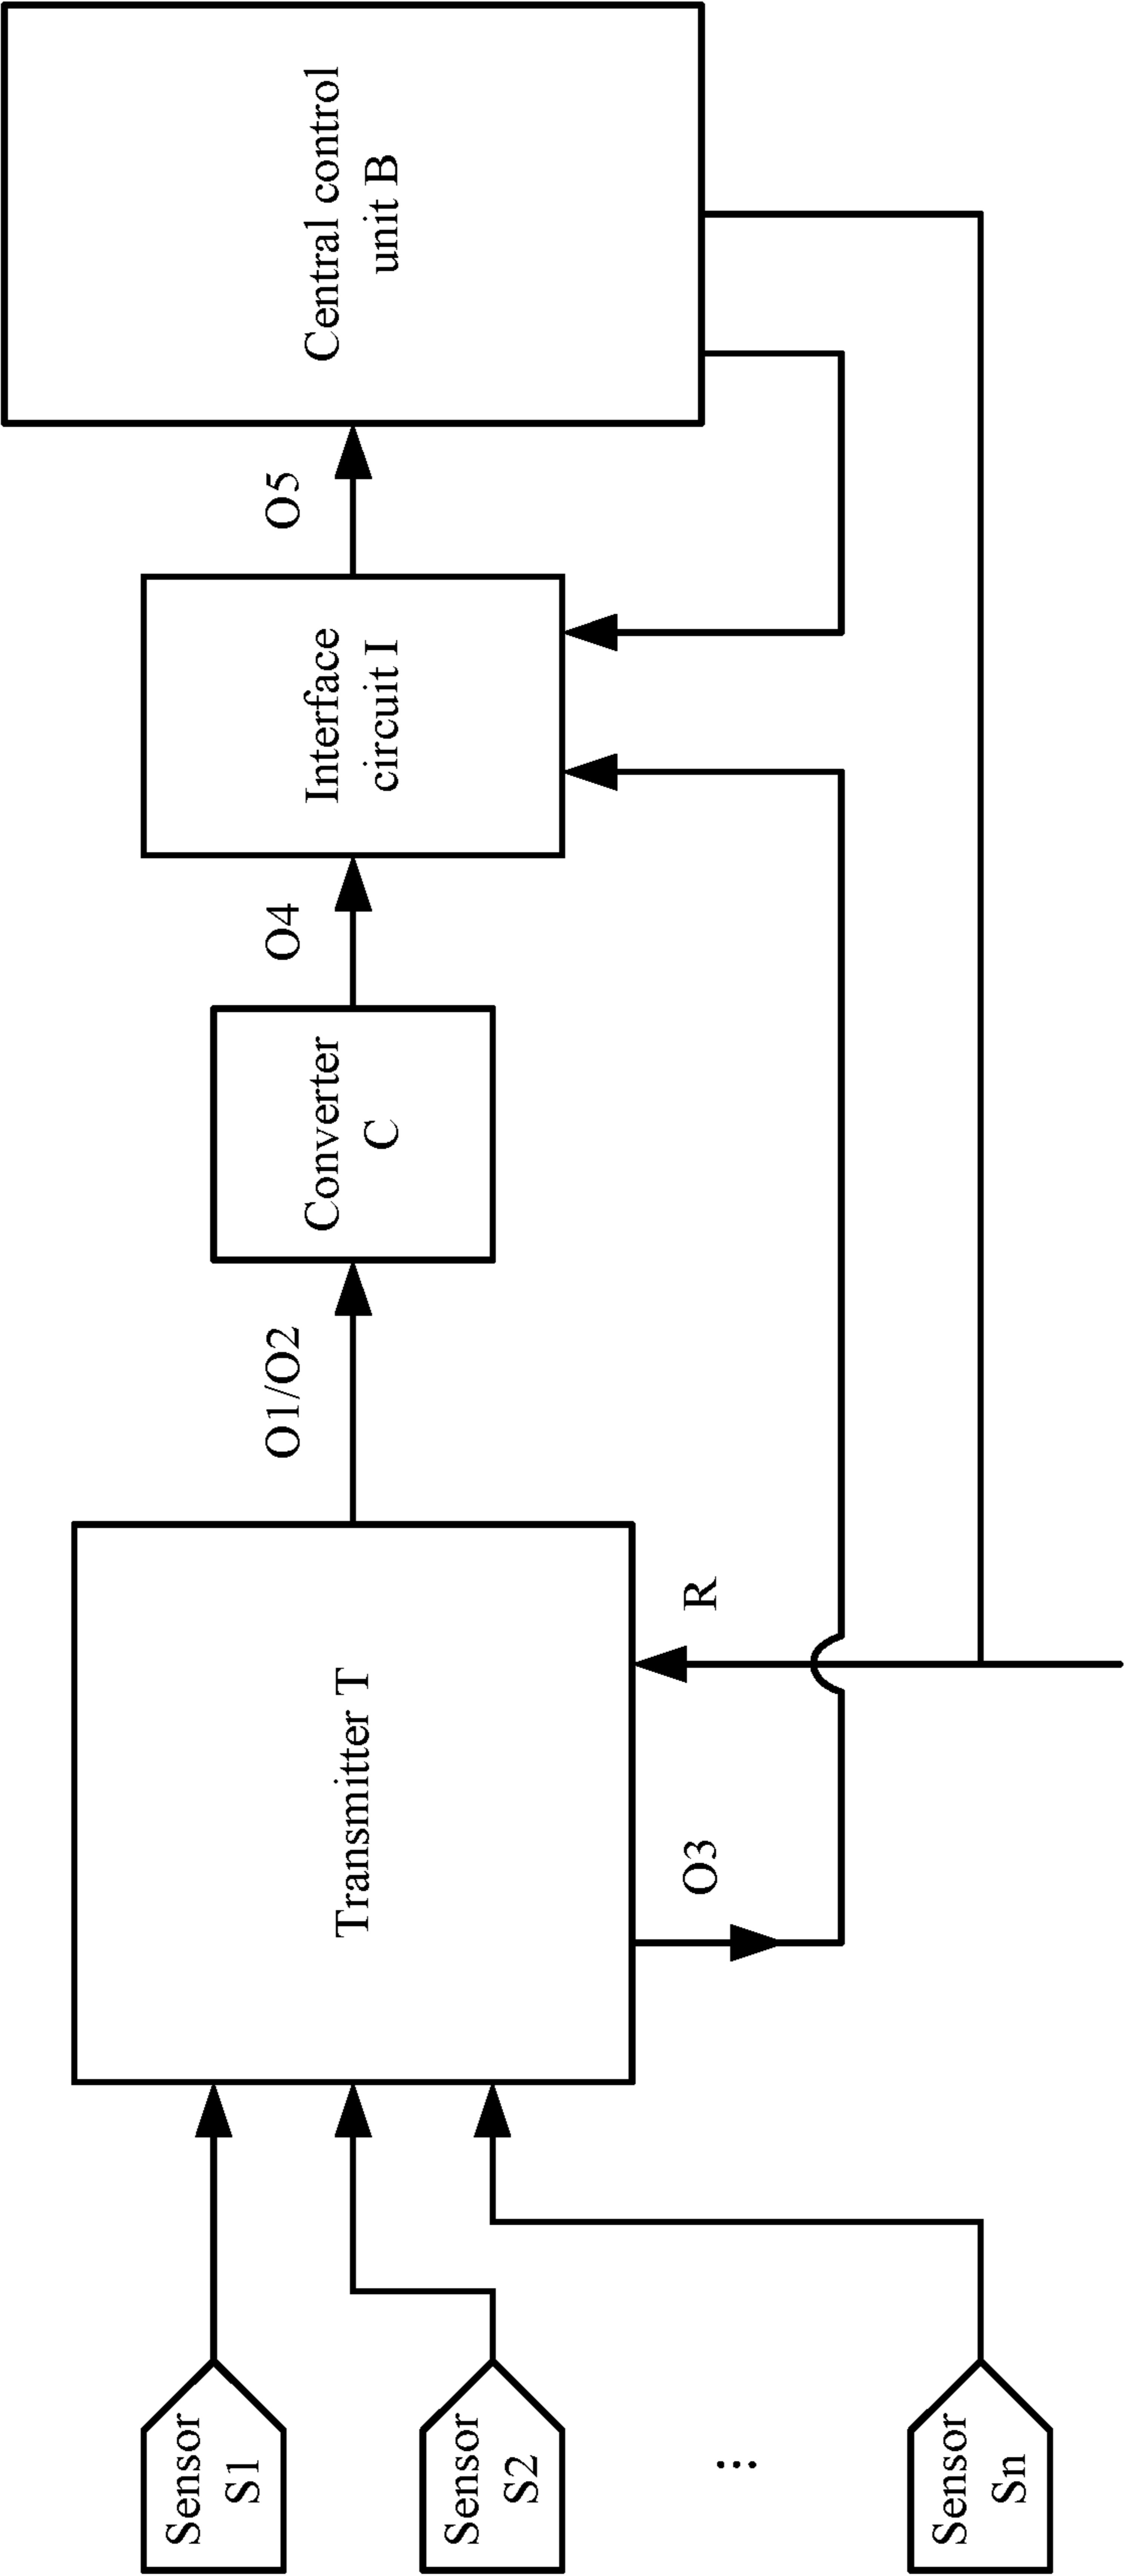 Sensor
S1
Sensor
S2
...
Sensor
Sn
Transmitter T
O3
R
O1/O2
Converter
C
O4
Interface
circuit I
O5
Central control
unit B